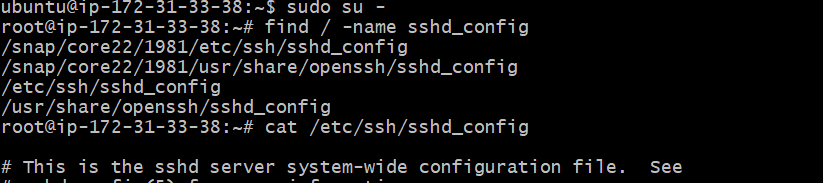 ubuntu@ip-172-31-33-38:~$ sudo su -
root@ip-172-31-33-38:~# find / -name sshd_config
/snap/core22/1981/etc/ssh/sshd_config
/snap/core22/1981/usr/share/openssh/sshd_config
/etc/ssh/sshd_config
/usr/share/openssh/sshd_config
root@ip-172-31-33-38:~# cat /etc/ssh/sshd_config

# This is the sshd server system-wide configuration file.  See